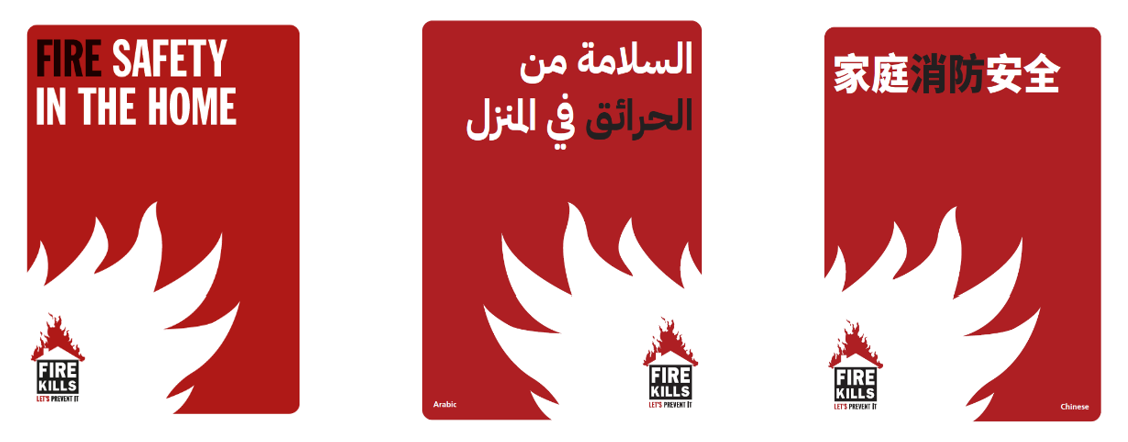 FIRE SAFETY
IN THE HOME
FIRE
KILLS
LET'S PREVENT IT
السلامة من
الحرائق في المنزل
FIRE
KILLS
LET'S PREVENT IT
Arabic
家庭消防安全
FIRE
KILLS
LET'S PREVENT IT
Chinese